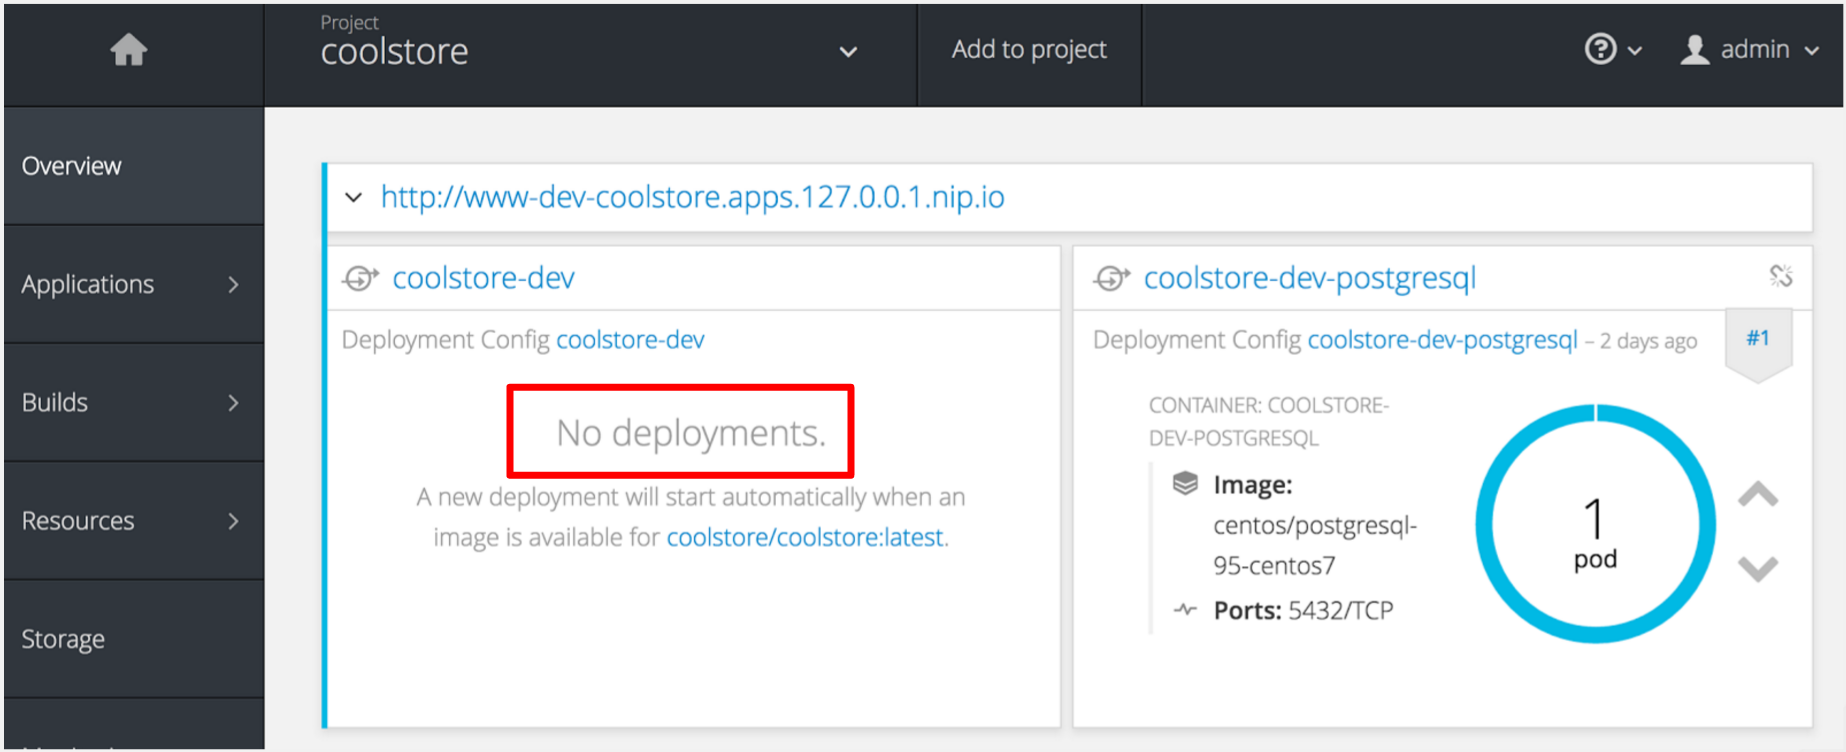 Project
coolstore
Add to project
admin
Overview
Applications
Builds
Resources
Storage
http://www-dev-coolstore.apps.127.0.0.1.nip.io
coolstore-dev
Deployment Config coolstore-dev
No deployments.
A new deployment will start automatically when an
image is available for coolstore/coolstore:latest.
coolstore-dev-postgresql
Deployment Config coolstore-dev-postgresql – 2 days ago
#1
CONTAINER: COOLSTORE-
DEV-POSTGRESQL
Image:
centos/postgresql-
95-centos7
Ports: 5432/TCP
1
pod